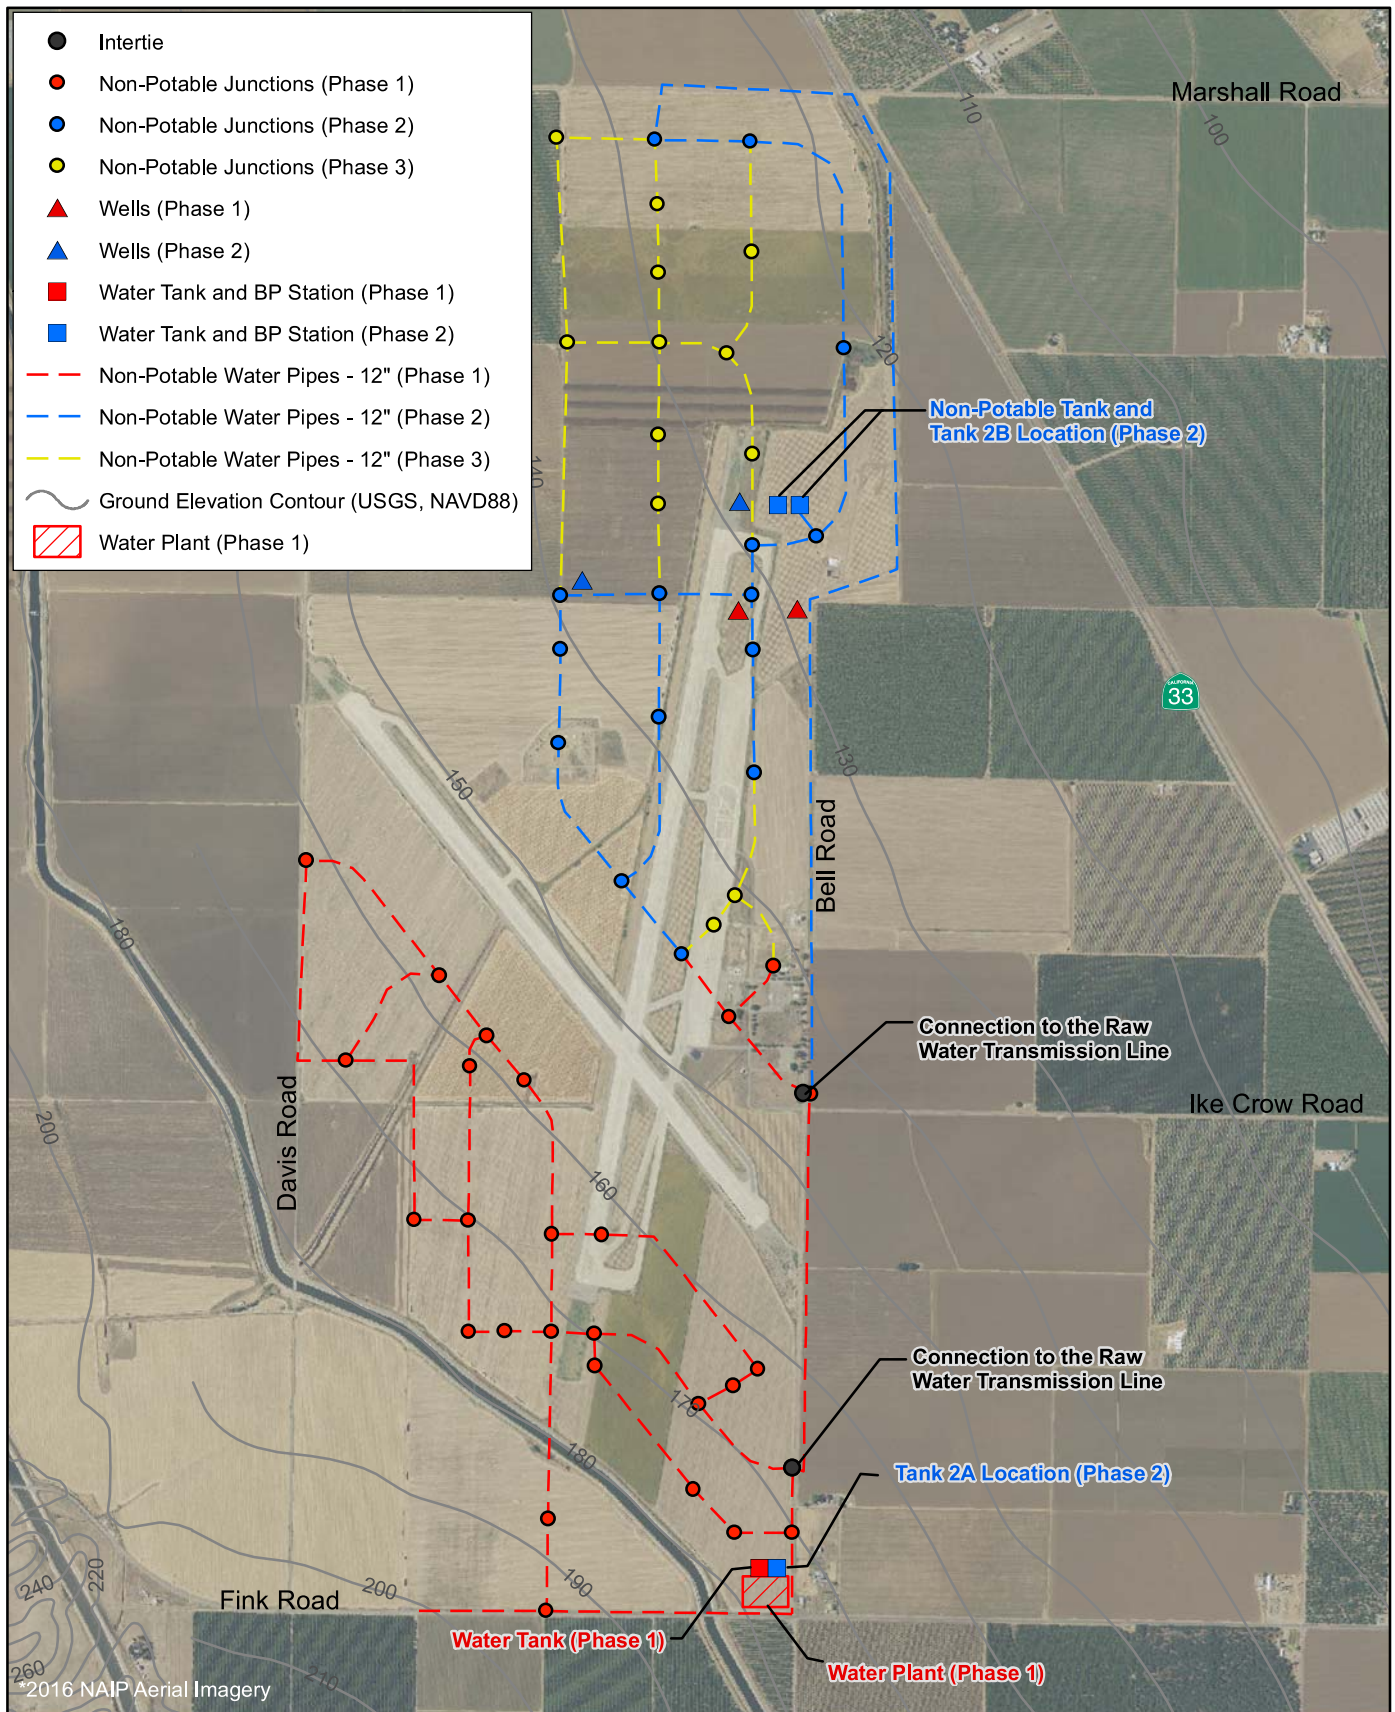 Intertie
Non-Potable Junctions (Phase 1)
Non-Potable Junctions (Phase 2)
Non-Potable Junctions (Phase 3)
Wells (Phase 1)
Wells (Phase 2)
Water Tank and BP Station (Phase 1)
Water Tank and BP Station (Phase 2)
Non-Potable Water Pipes - 12" (Phase 1)
Non-Potable Water Pipes - 12" (Phase 2)
Non-Potable Water Pipes - 12" (Phase 3)
Ground Elevation Contour (USGS, NAVD88)
Water Plant (Phase 1)
Marshall Road
110
100
120
Non-Potable Tank and
Tank 2B Location (Phase 2)
140
CALIFORNIA
33
130
150
Bell Road
180
Connection to the Raw
Water Transmission Line
Ike Crow Road
200
Davis Road
160
Connection to the Raw
Water Transmission Line
170
180
Tank 2A Location (Phase 2)
220
240
200
190
Fink Road
Water Tank (Phase 1)
Water Plant (Phase 1)
260
210
*2016 NAIP Aerial Imagery